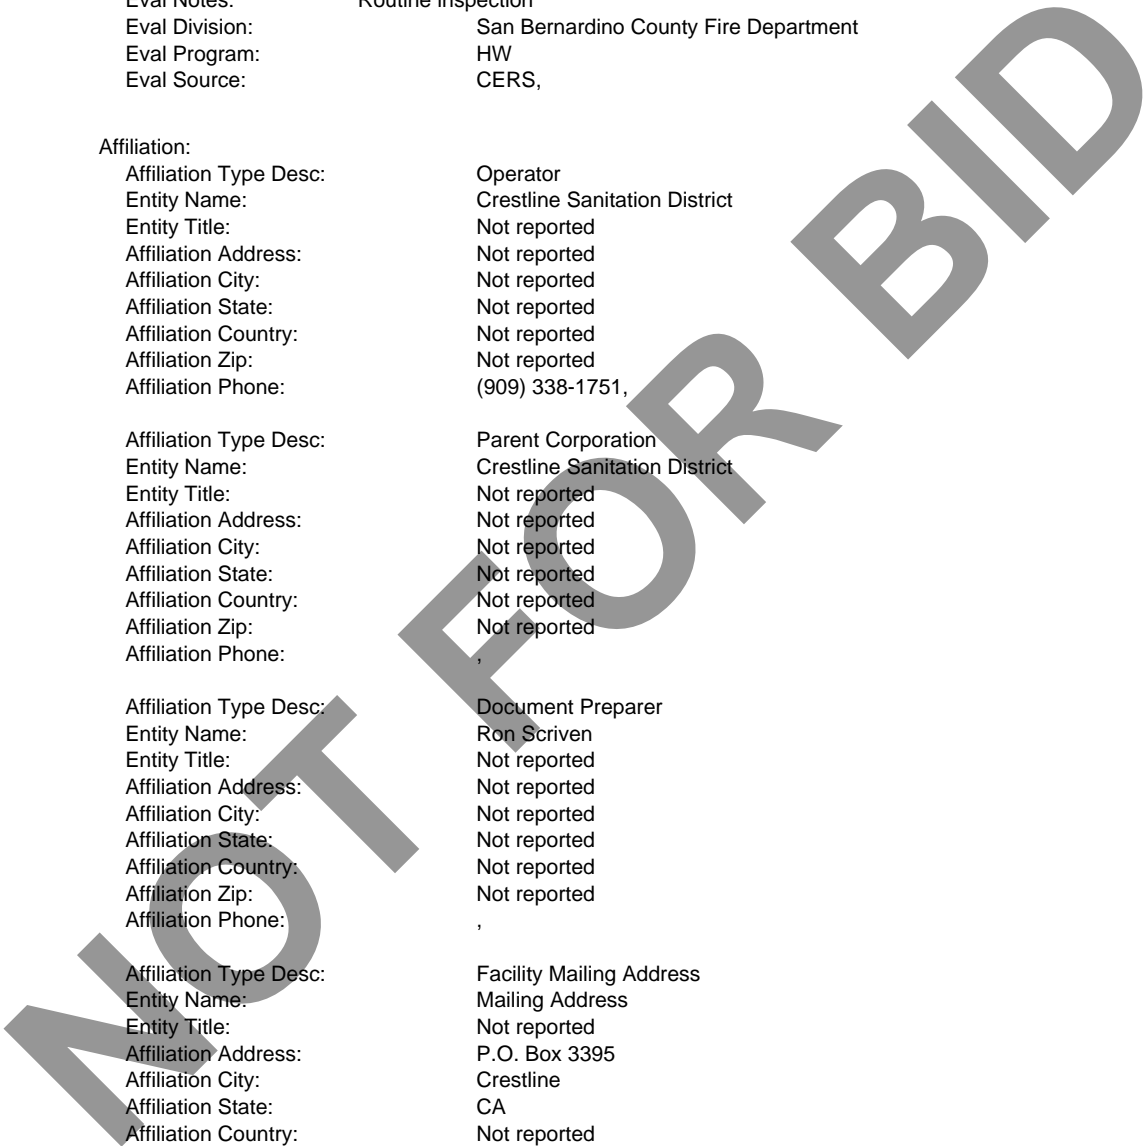 Eval Notes: Routine Inspection
Eval Division: San Bernardino County Fire Department
Eval Program: HW
Eval Source: CERS,
Affiliation:
Affiliation Type Desc: Operator
Entity Name: Crestline Sanitation District
Entity Title: Not reported
Affiliation Address: Not reported
Affiliation City: Not reported
Affiliation State: Not reported
Affiliation Country: Not reported
Affiliation Zip: Not reported
Affiliation Phone: (909) 338-1751,
Affiliation Type Desc: Parent Corporation
Entity Name: Crestline Sanitation District
Entity Title: Not reported
Affiliation Address: Not reported
Affiliation City: Not reported
Affiliation State: Not reported
Affiliation Country: Not reported
Affiliation Zip: Not reported
Affiliation Phone: ,
Affiliation Type Desc: Document Preparer
Entity Name: Ron Scriven
Entity Title: Not reported
Affiliation Address: Not reported
Affiliation City: Not reported
Affiliation State: Not reported
Affiliation Country: Not reported
Affiliation Zip: Not reported
Affiliation Phone: ,
Affiliation Type Desc: Facility Mailing Address
Entity Name: Mailing Address
Entity Title: Not reported
Affiliation Address: P.O. Box 3395
Affiliation City: Crestline
Affiliation State: CA
Affiliation Country: Not reported
NOT FOR BID